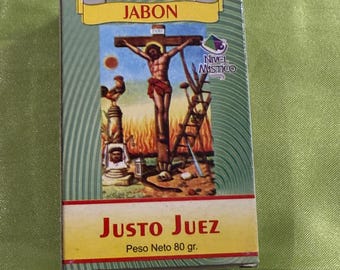 JABON
NIVEL
MISTICO
JUSTO JUEZ
Peso Neto 80 gr.